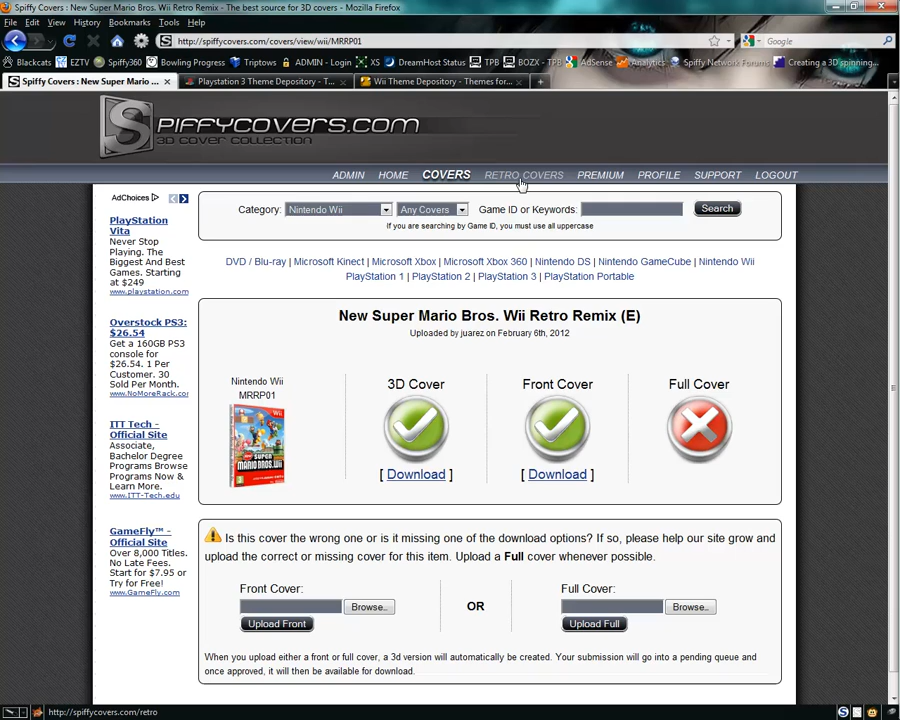 Spiffy Covers : New Super Mario Bros. Wii Retro Remix - The best source for 3D covers - Mozilla Firefox
File Edit View History Bookmarks Tools Help
http://spiffycovers.com/covers/view/wii/MRRP01
Google
Blackcats EZTV Spiffy360 Bowling Progress Triptows ADMIN - Login XS DreamHost Status TPB BOZX - TPB AdSense Analytics Spiffy Network Forums Creating a 3D spinning...
Spiffy Covers : New Super Mario ... Playstation 3 Theme Depository - T... Wii Theme Depository - Themes for...
SPIFFYCOVERS.COM
3D COVER COLLECTION
ADMIN HOME COVERS RETRO COVERS PREMIUM PROFILE SUPPORT LOGOUT
AdChoices
PlayStation
Vita
Never Stop
Playing. The
Biggest And Best
Games. Starting
at $249
www.playstation.com
Overstock PS3:
$26.54
Get a 160GB PS3
console for
$26.54. 1 Per
Customer. 30
Sold Per Month.
www.NoMoreRack.cor
ITT Tech -
Official Site
Associate,
Bachelor Degree
Programs Where
You Apply Now &
Learn More.
www.ITT-Tech.edu
GameFly™ -
Official Site
Over 8,000 Titles.
No Late Fees.
Start for $7.95 or
Try for Free!
www.GameFly.com
Category: Nintendo Wii Any Covers Game ID or Keywords: Search
If you are searching by Game ID, you must use all uppercase
DVD / Blu-ray | Microsoft Kinect | Microsoft Xbox | Microsoft Xbox 360 | Nintendo DS | Nintendo GameCube | Nintendo Wii
PlayStation 1 | PlayStation 2 | PlayStation 3 | PlayStation Portable
New Super Mario Bros. Wii Retro Remix (E)
Uploaded by juarez on February 6th, 2012
Nintendo Wii
MRRP01
Wii
SUPER
MARIO BROS.Wii
3D Cover
[ Download ]
Front Cover
[ Download ]
Full Cover
Is this cover the wrong one or is it missing one of the download options? If so, please help our site grow and
upload the correct or missing cover for this item. Upload a Full cover whenever possible.
Front Cover:
Browse..
Upload Front
OR
Full Cover:
Browse..
Upload Full
When you upload either a front or full cover, a 3d version will automatically be created. Your submission will go into a pending queue and
once approved, it will then be available for download.
http://spiffycovers.com/retro